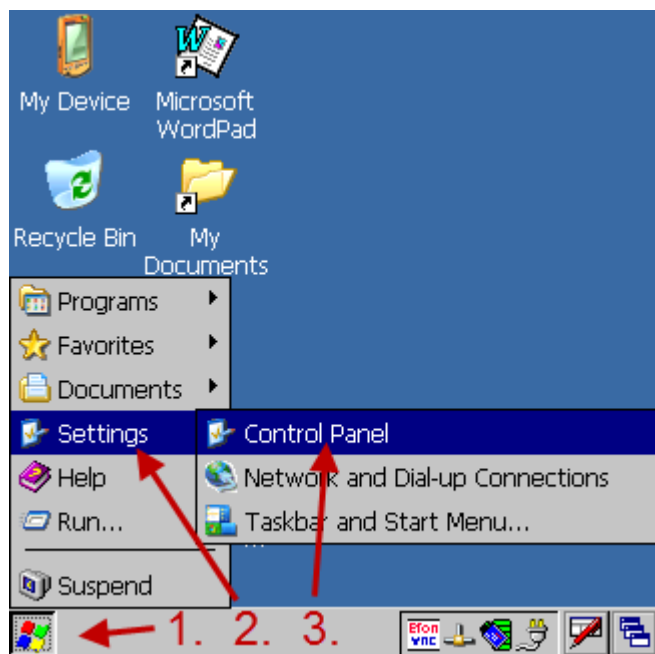 My Device
Microsoft
WordPad
Recycle Bin
My
Documents
Programs
Favorites
Documents
Settings
Control Panel
Help
Network and Dial-up Connections
Run...
Taskbar and Start Menu...
Suspend
1. 2. 3.
Efon
VNC